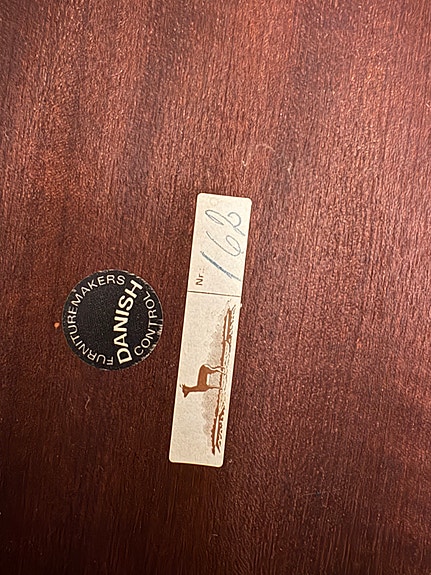 DANISH
FURNITUREMAKERS
CONTROL
Nr. 162